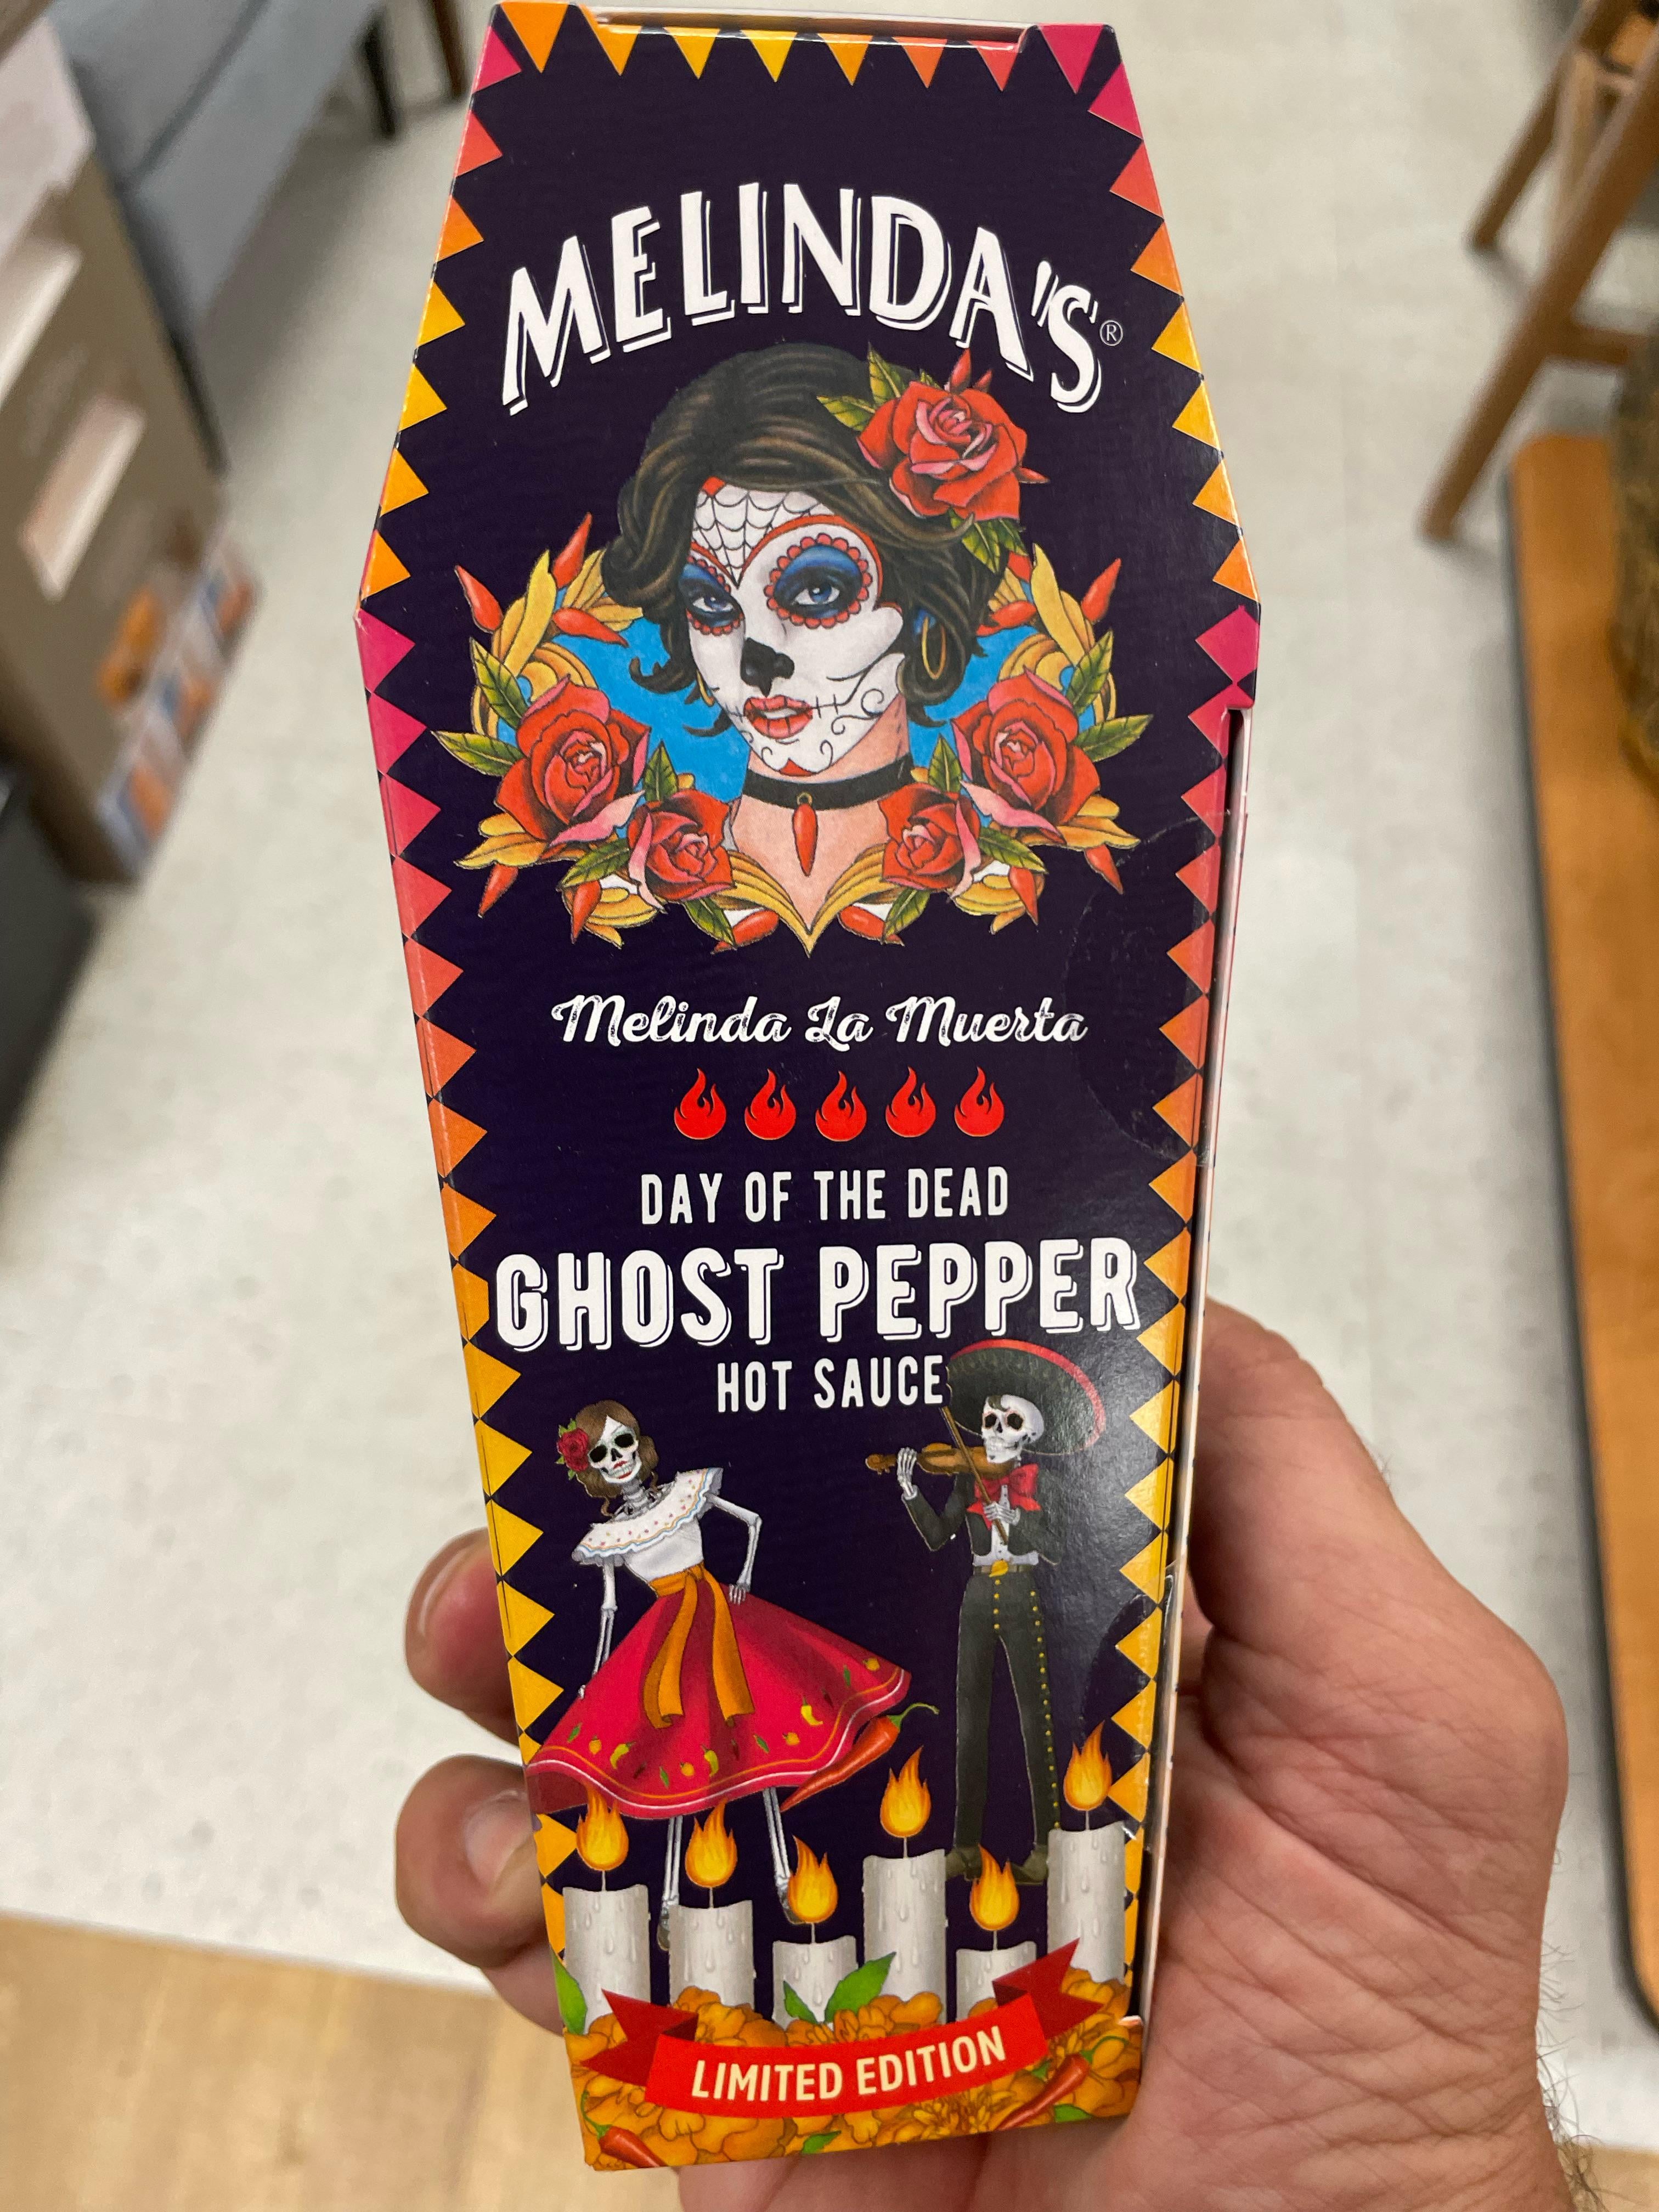 MELINDA'S®
Melinda La Muerta
DAY OF THE DEAD
GHOST PEPPER
HOT SAUCE
LIMITED EDITION